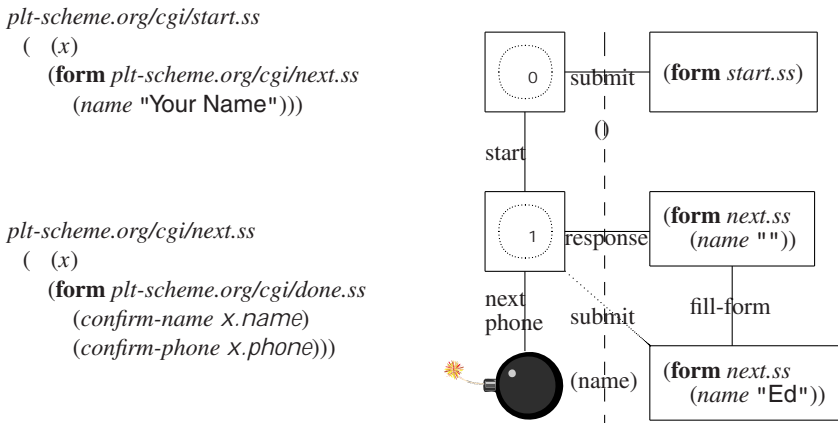 plt-scheme.org/cgi/start.ss
( (x)
(form plt-scheme.org/cgi/next.ss
(name "Your Name")))
plt-scheme.org/cgi/next.ss
( (x)
(form plt-scheme.org/cgi/done.ss
(confirm-name x.name)
(confirm-phone x.phone)))
0
submit
(form start.ss)
()
start
1
response
(form next.ss
(name ""))
next
phone
submit
fill-form
(name)
(form next.ss
(name "Ed"))